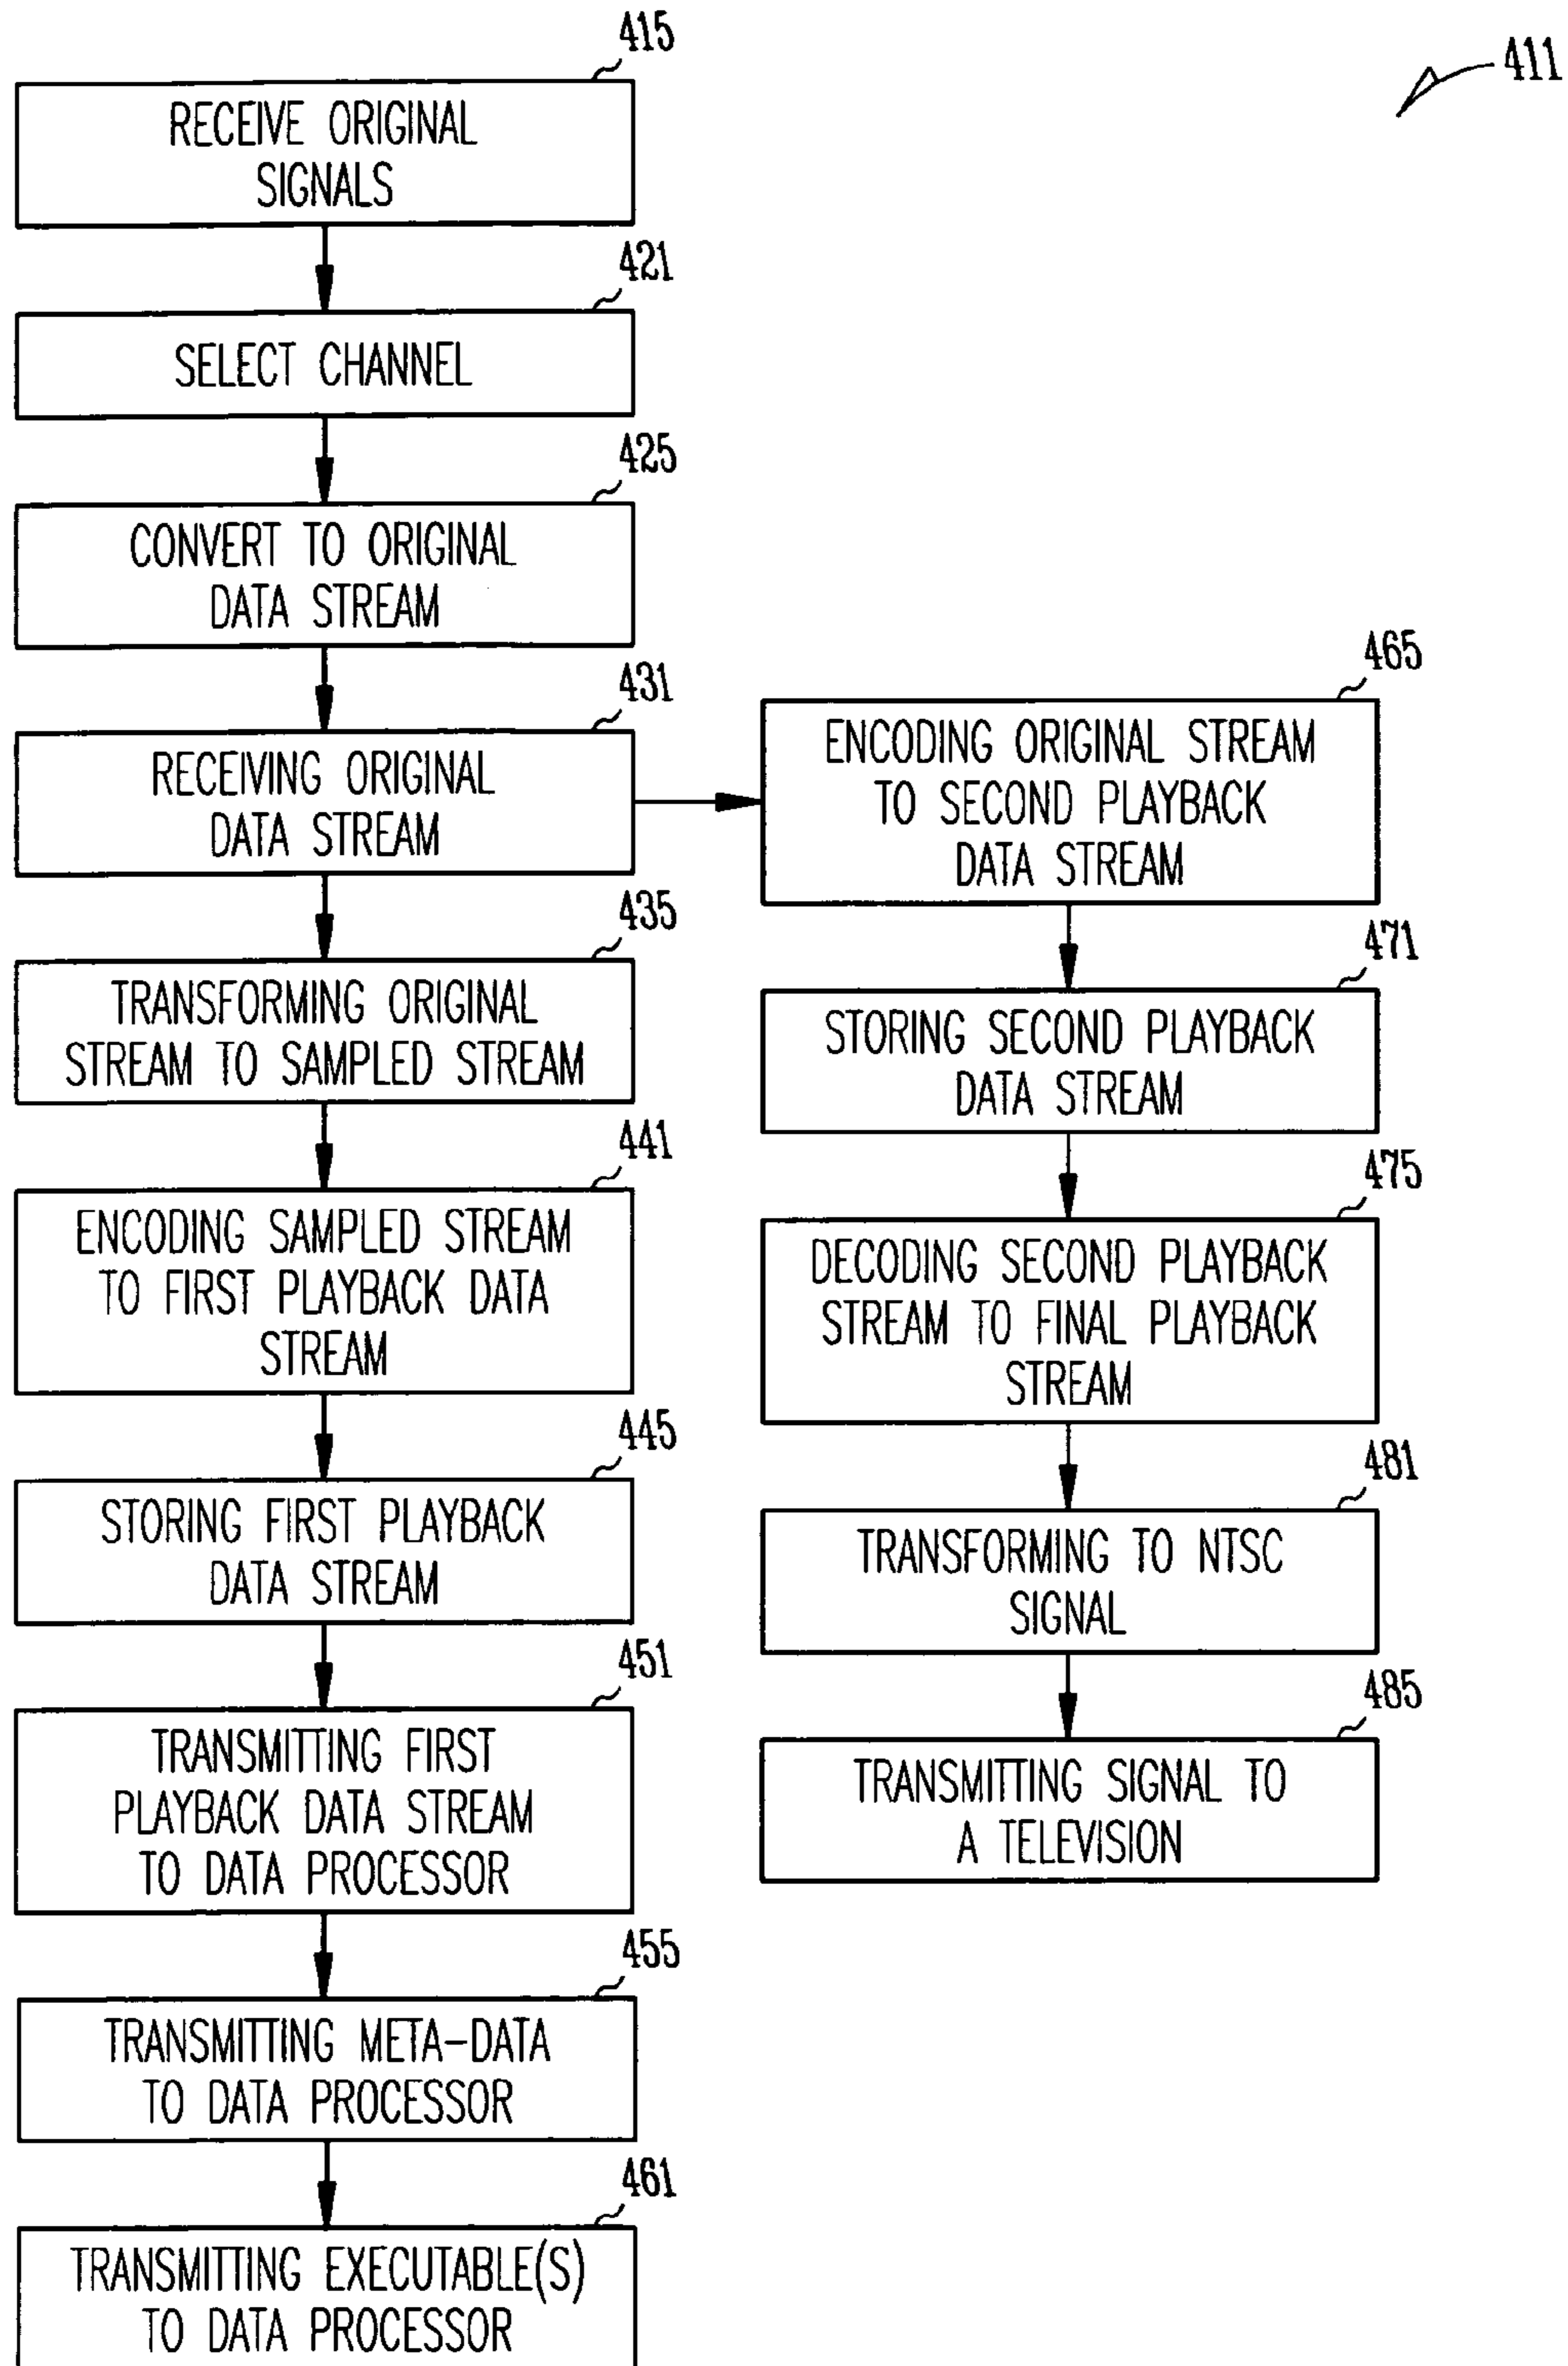 411
415
RECEIVE ORIGINAL
SIGNALS
421
SELECT CHANNEL
425
CONVERT TO ORIGINAL
DATA STREAM
431
RECEIVING ORIGINAL
DATA STREAM
435
TRANSFORMING ORIGINAL
STREAM TO SAMPLED STREAM
441
ENCODING SAMPLED STREAM
TO FIRST PLAYBACK DATA
STREAM
445
STORING FIRST PLAYBACK
DATA STREAM
451
TRANSMITTING FIRST
PLAYBACK DATA STREAM
TO DATA PROCESSOR
455
TRANSMITTING META-DATA
TO DATA PROCESSOR
461
TRANSMITTING EXECUTABLE(S)
TO DATA PROCESSOR
465
ENCODING ORIGINAL STREAM
TO SECOND PLAYBACK
DATA STREAM
471
STORING SECOND PLAYBACK
DATA STREAM
475
DECODING SECOND PLAYBACK
STREAM TO FINAL PLAYBACK
STREAM
481
TRANSFORMING TO NTSC
SIGNAL
485
TRANSMITTING SIGNAL TO
A TELEVISION